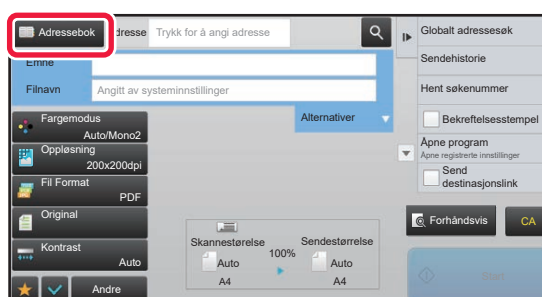 Adressebok
dresse
Trykk for å angi adresse
Globalt adressesøk
Emne
Sendehistorie
Filnavn
Angitt av systeminnstillinger
Hent søkenummer
Fargemodus
Auto/Mono2
Alternativer
Bekreftelsesstempel
Oppløsning
200x200dpi
Åpne program
Åpne registrerte innstillinger
Fil Format
PDF
Send
destinasjonslink
Original
Forhåndsvis
CA
Kontrast
Auto
Skannestørelse
100%
Sendestørrelse
Auto
Auto
A4
A4
Start
Andre